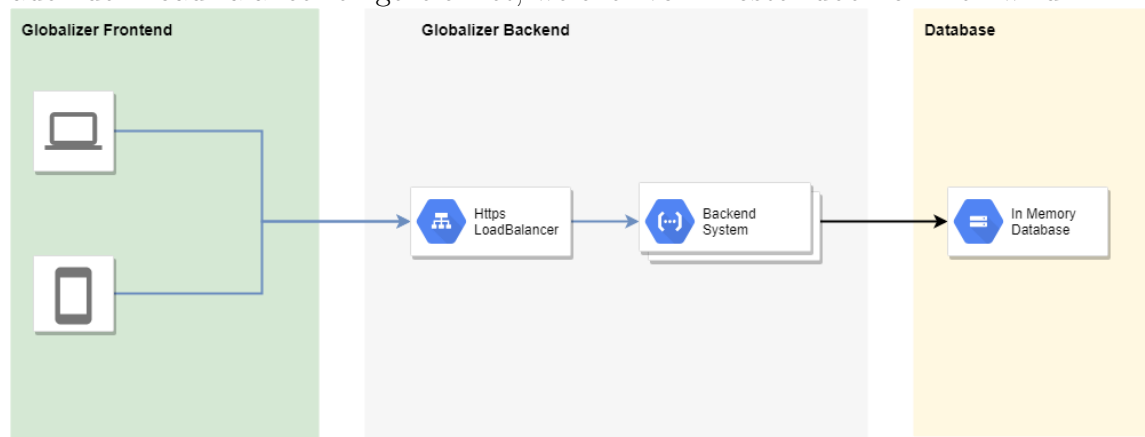 Globalizer Frontend
Globalizer Backend
Database
Https
LoadBalancer
Backend
System
In Memory
Database